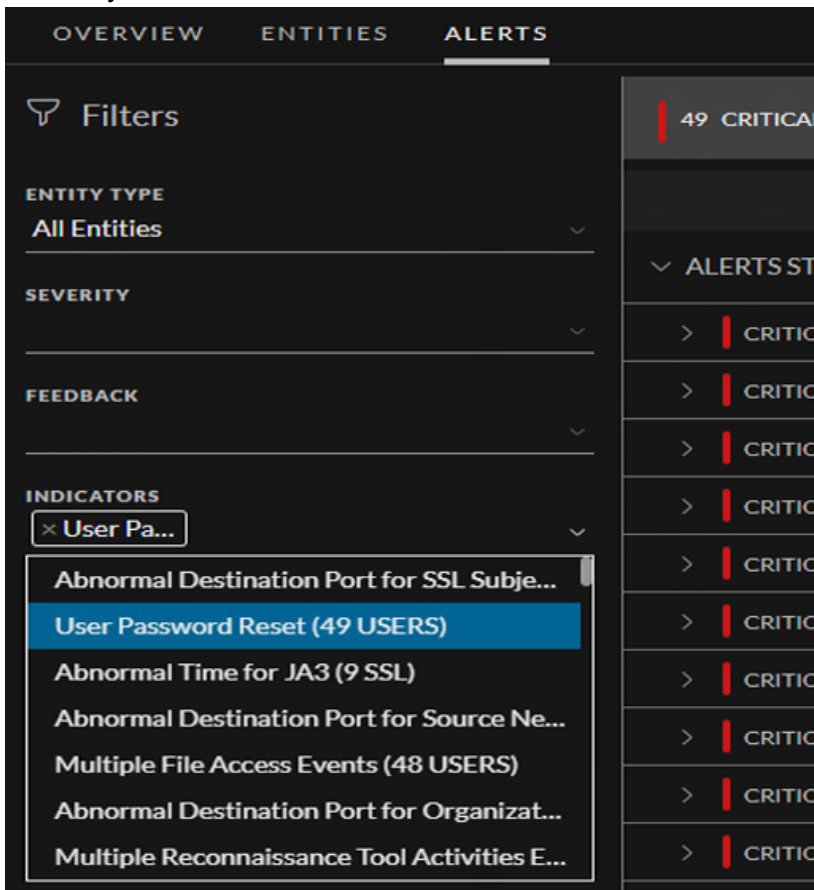 OVERVIEW ENTITIES ALERTS
Filters
49 CRITICAL
ENTITY TYPE
All Entities
ALERTS ST
SEVERITY
CRITIC
CRITIC
FEEDBACK
CRITIC
INDICATORS
× User Pa...
CRITIC
Abnormal Destination Port for SSL Subje...
CRITIC
User Password Reset (49 USERS)
CRITIC
Abnormal Time for JA3 (9 SSL)
CRITIC
Abnormal Destination Port for Source Ne...
CRITIC
Multiple File Access Events (48 USERS)
Abnormal Destination Port for Organizat...
CRITIC
Multiple Reconnaissance Tool Activities E...
CRITIC